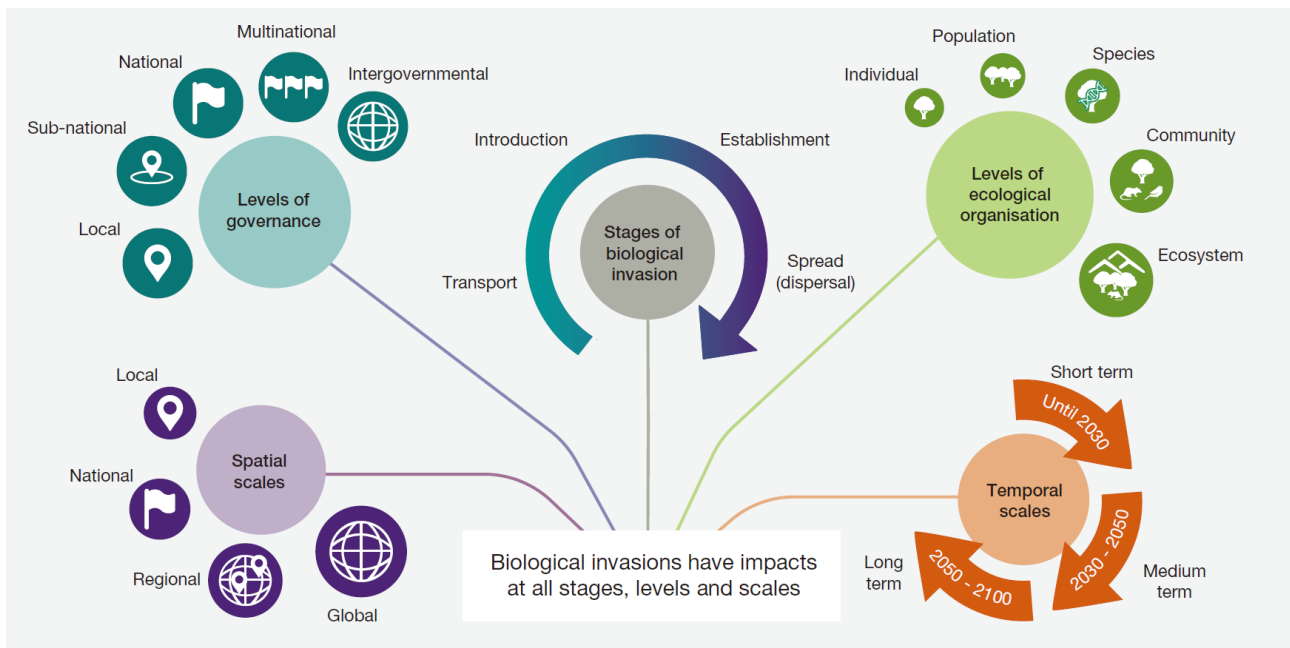 Multinational
National
Intergovernmental
Sub-national
Local
Levels of
governance
Introduction
Establishment
Transport
Spread
(dispersal)
Stages of
biological
invasion
Population
Individual
Species
Community
Ecosystem
Levels of
ecological
organisation
Local
National
Regional
Global
Spatial
scales
Short term
Until 2030
Temporal
scales
2030 - 2050
Medium
term
2050 - 2100
Long
term
Biological invasions have impacts
at all stages, levels and scales